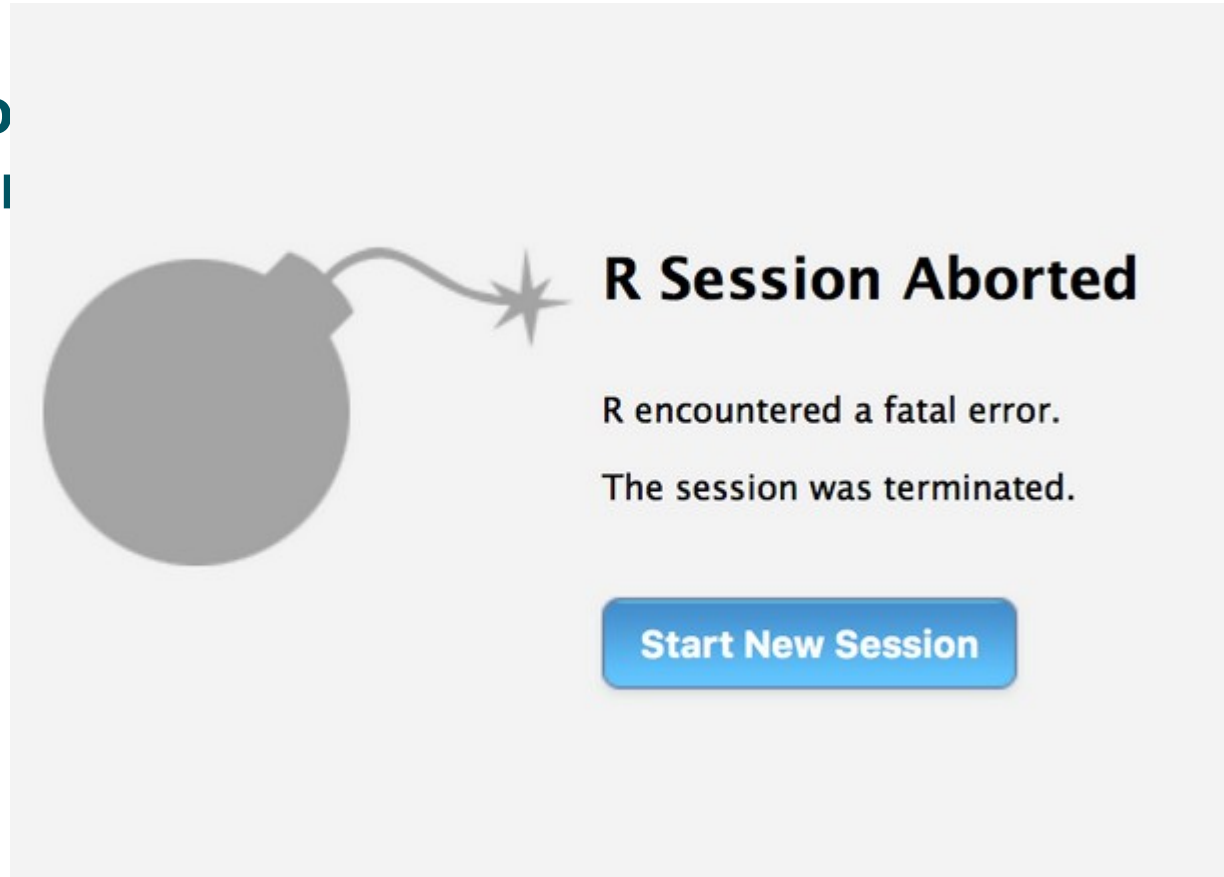 R Session Aborted
R encountered a fatal error.
The session was terminated.
Start New Session